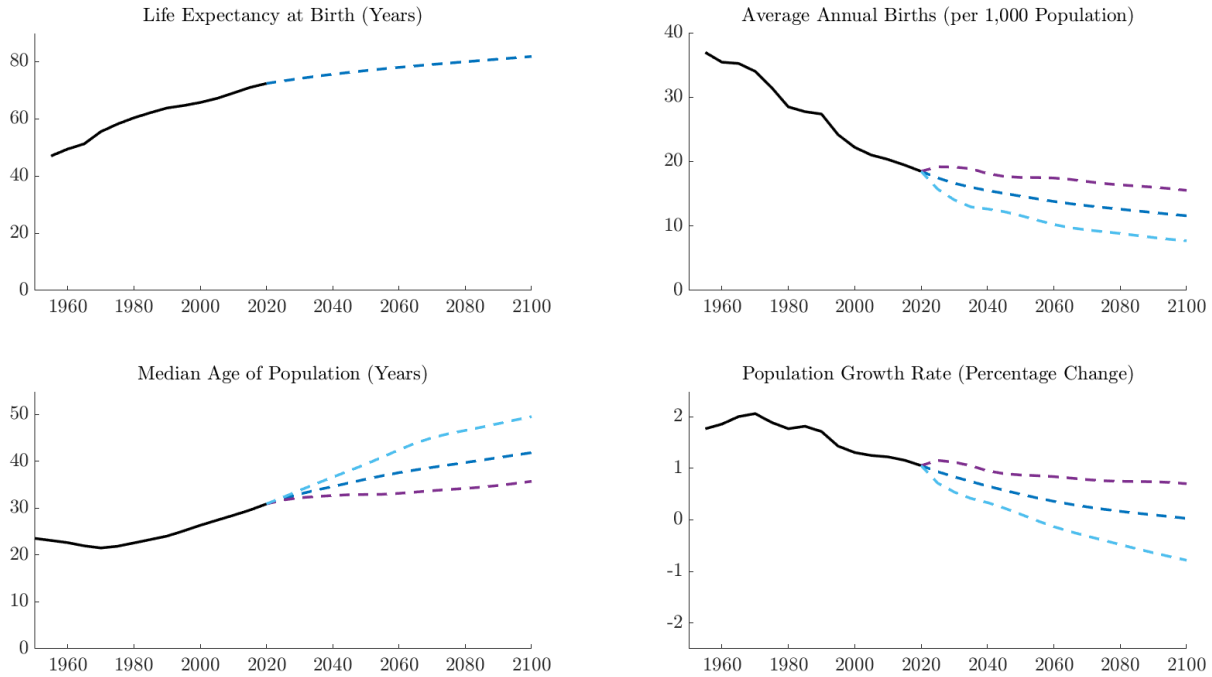 Life Expectancy at Birth (Years)
80
60
40
20
0
1960 1980 2000 2020 2040 2060 2080 2100
Average Annual Births (per 1,000 Population)
40
30
20
10
0
1960 1980 2000 2020 2040 2060 2080 2100
Median Age of Population (Years)
50
40
30
20
10
0
1960 1980 2000 2020 2040 2060 2080 2100
Population Growth Rate (Percentage Change)
2
1
0
-1
-2
1960 1980 2000 2020 2040 2060 2080 2100